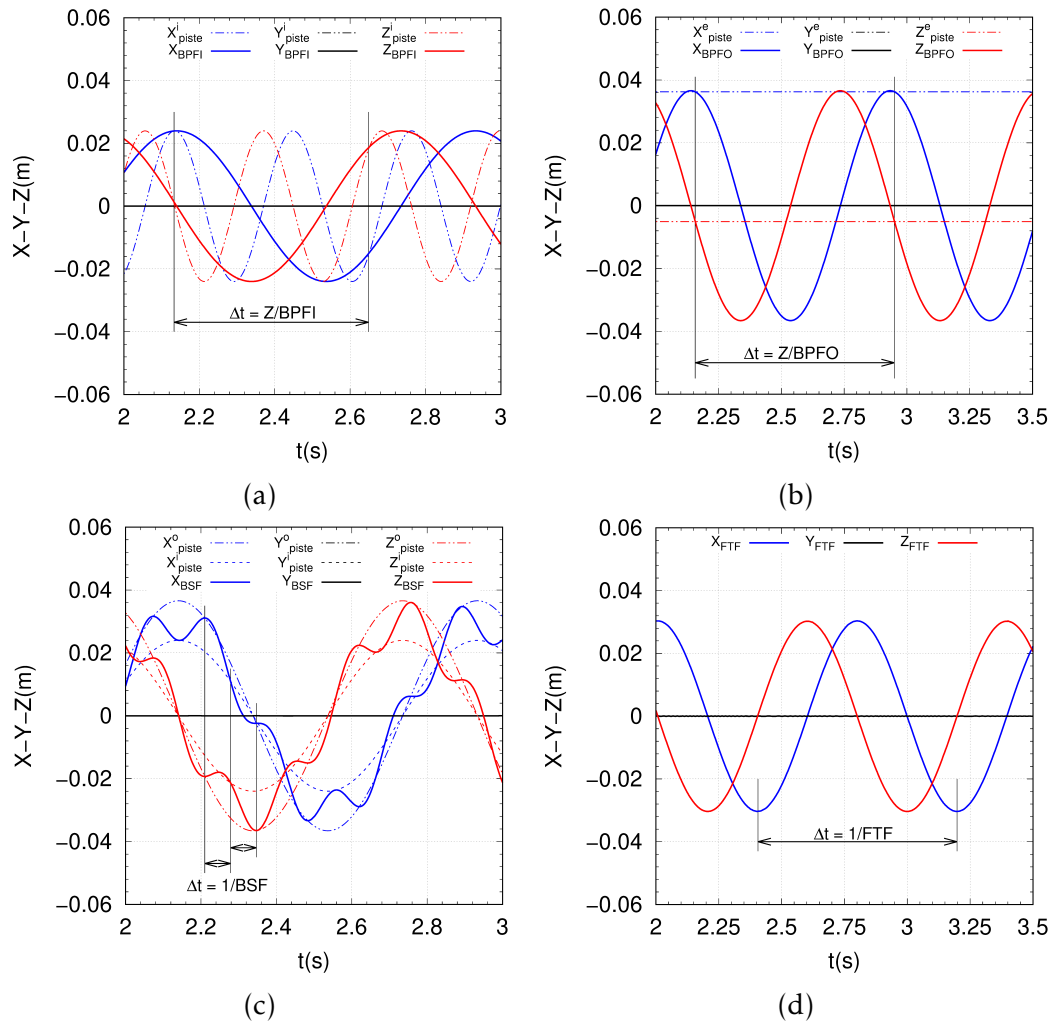 X^i_piste Y^i_piste Z^i_piste
X_BPFI Y_BPFI Z_BPFI
0.06
0.04
0.02
0
−0.02
−0.04
−0.06
X−Y−Z(m)
Δt = Z/BPFI
2 2.2 2.4 2.6 2.8 3
t(s)
(a)
X^e_piste Y^e_piste Z^e_piste
X_BPFO Y_BPFO Z_BPFO
0.06
0.04
0.02
0
−0.02
−0.04
−0.06
X−Y−Z(m)
Δt = Z/BPFO
2 2.25 2.5 2.75 3 3.25 3.5
t(s)
(b)
X^o_piste Y^o_piste Z^o_piste
X^i_piste Y^i_piste Z^i_piste
X_BSF Y_BSF Z_BSF
0.06
0.04
0.02
0
−0.02
−0.04
−0.06
X−Y−Z(m)
Δt = 1/BSF
2 2.2 2.4 2.6 2.8 3
t(s)
(c)
X_FTF Y_FTF Z_FTF
0.06
0.04
0.02
0
−0.02
−0.04
−0.06
X−Y−Z(m)
Δt = 1/FTF
2 2.25 2.5 2.75 3 3.25 3.5
t(s)
(d)